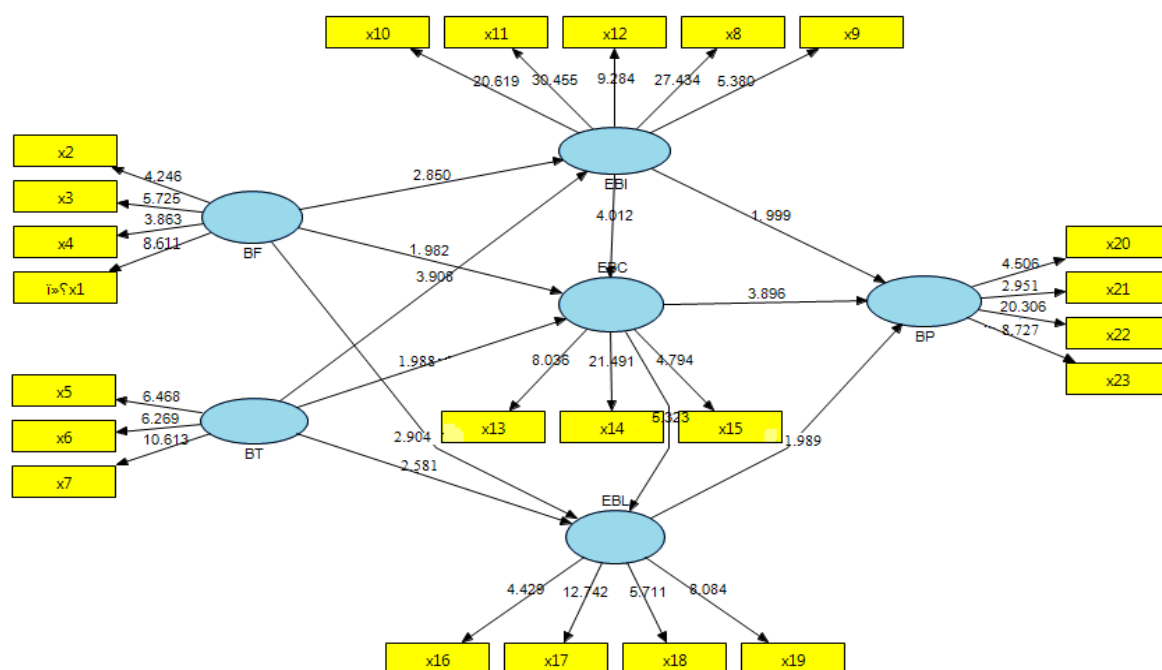 x10
x11
x12
x8
x9
20.619
30.455
9.284
27.434
5.380
x2
x3
x4
ï»؟x1
4.246
5.725
3.863
8.611
BF
EBI
2.850
4.012
1.999
1.982
3.908
EBC
x20
x21
x22
x23
4.506
2.951
20.306
8.727
BP
3.896
1.988
8.036
21.491
4.794
5.323
x5
x6
x7
6.468
6.269
10.613
BT
x13
x14
x15
2.904
2.581
1.989
EBL
4.429
12.742
5.711
8.084
x16
x17
x18
x19